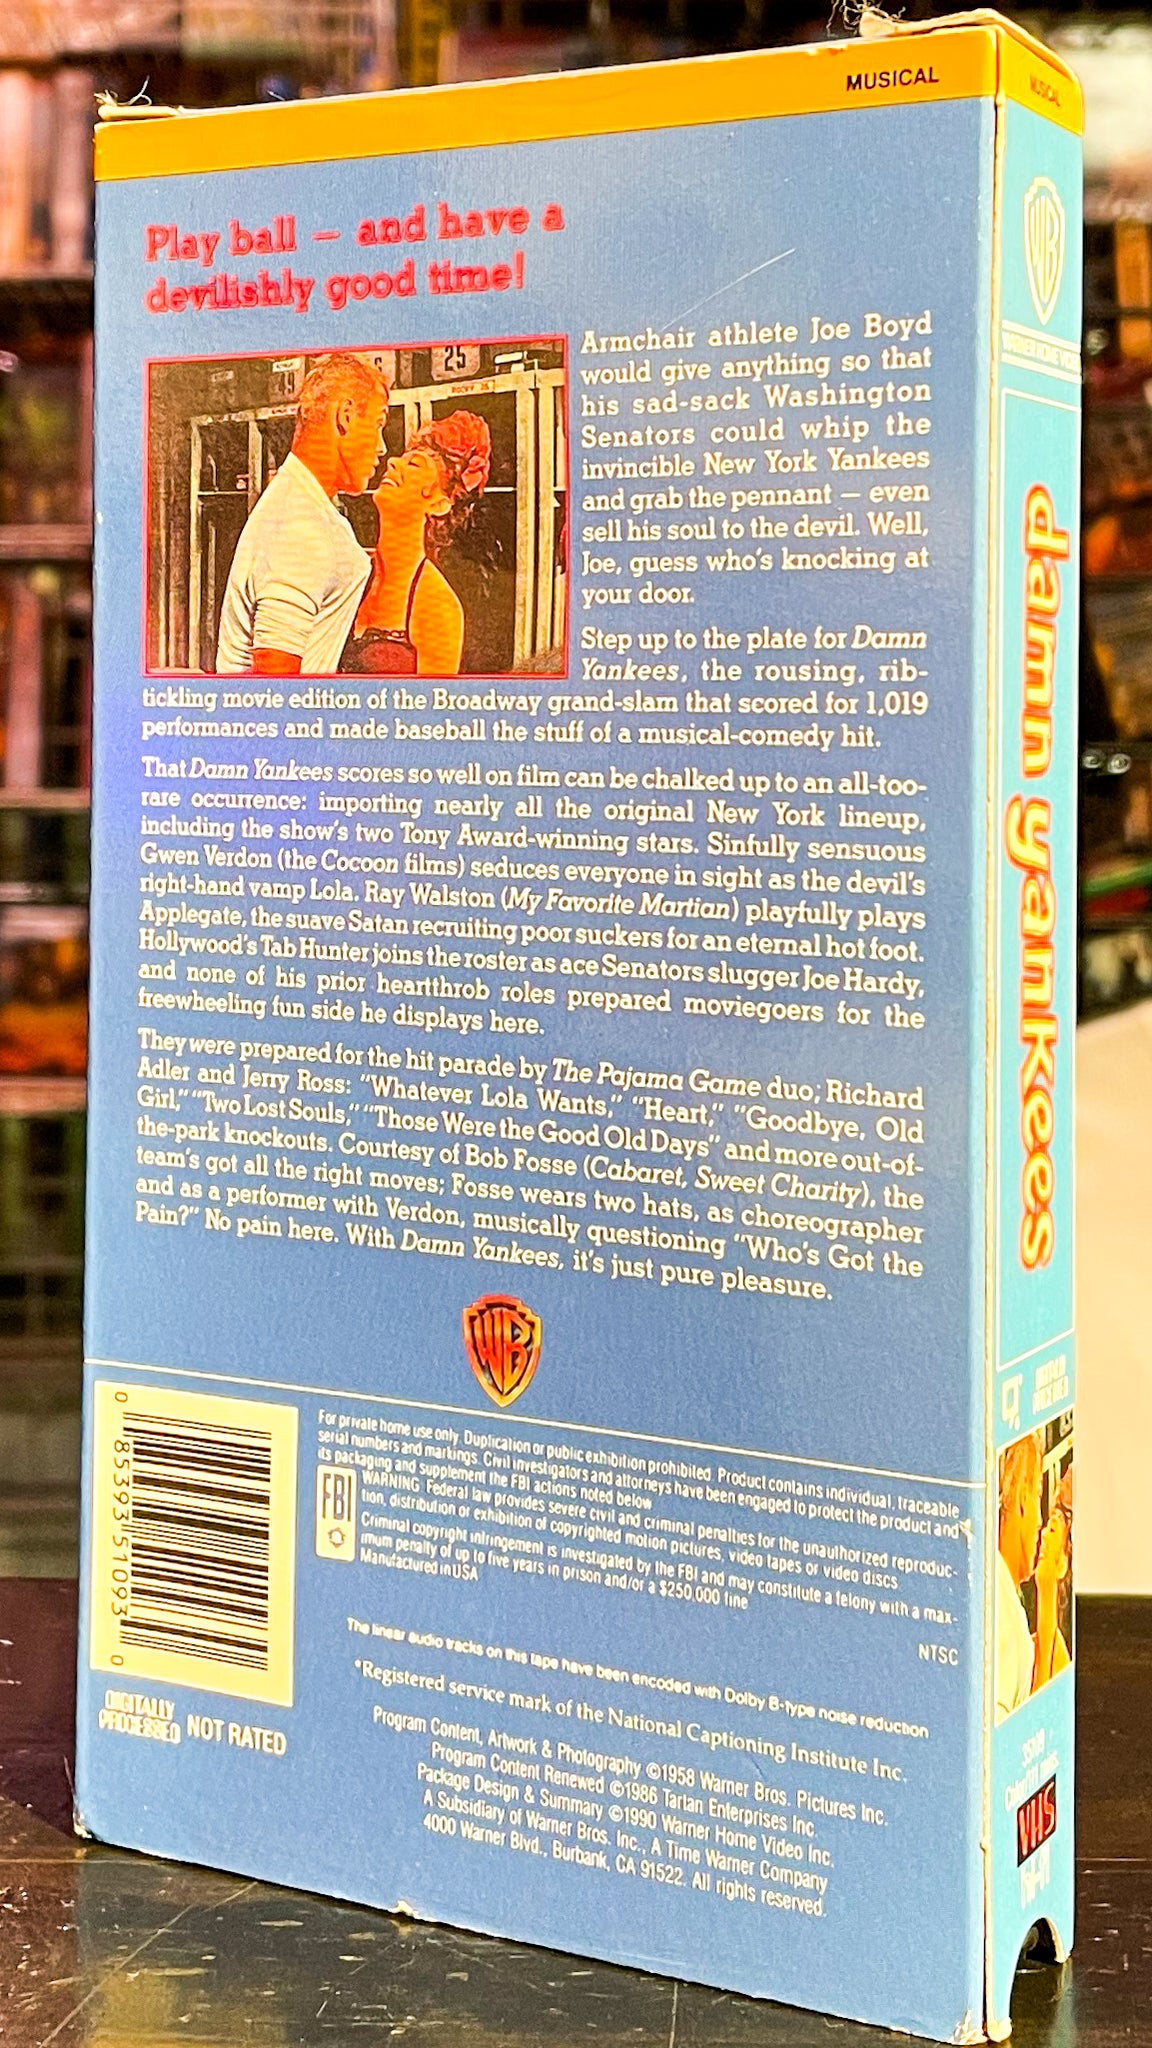 MUSICAL
Play ball — and have a
devilishly good time!
25
Armchair athlete Joe Boyd
would give anything so that
his sad-sack Washington
Senators could whip the
invincible New York Yankees
and grab the pennant — even
sell his soul to the devil. Well,
Joe, guess who's knocking at
your door.
Step up to the plate for Damn
Yankees, the rousing, rib-
tickling movie edition of the Broadway grand-slam that scored for 1,019
performances and made baseball the stuff of a musical-comedy hit.
That Damn Yankees scores so well on film can be chalked up to an all-too-
rare occurrence: importing nearly all the original New York lineup,
including the show's two Tony Award-winning stars. Sinfully sensuous
Gwen Verdon (the Cocoon films) seduces everyone in sight as the devil's
right-hand vamp Lola. Ray Walston (My Favorite Martian) playfully plays
Applegate, the suave Satan recruiting poor suckers for an eternal hot foot.
Hollywood's Tab Hunter joins the roster as ace Senators slugger Joe Hardy,
and none of his prior heartthrob roles prepared moviegoers for the
freewheeling fun side he displays here.
They were prepared for the hit parade by The Pajama Game duo; Richard
Adler and Jerry Ross: "Whatever Lola Wants," "Heart," "Goodbye, Old
Girl," "Two Lost Souls," "Those Were the Good Old Days" and more out-of-
the-park knockouts. Courtesy of Bob Fosse (Cabaret, Sweet Charity), the
team's got all the right moves; Fosse wears two hats, as choreographer
and as a performer with Verdon, musically questioning "Who's Got the
Pain?" No pain here. With Damn Yankees, it's just pure pleasure.
WB
0 85393 51093 0
DIGITALLY
PROCESSED NOT RATED
For private home use only. Duplication or public exhibition prohibited. Product contains individual, traceable
serial numbers and markings. Civil investigators and attorneys have been engaged to protect the product and
its packaging and supplement the FBI actions noted below
FBI
WARNING: Federal law provides severe civil and criminal penalties for the unauthorized reproduc-
tion, distribution or exhibition of copyrighted motion pictures, video tapes or video discs
Criminal copyright infringement is investigated by the FBI and may constitute a felony with a max-
imum penalty of up to five years in prison and/or a $250,000 fine
Manufactured in USA
NTSC
The linear audio tracks on this tape have been encoded with Dolby B-type noise reduction
*Registered service mark of the National Captioning Institute Inc.
Program Content, Artwork & Photography ©1958 Warner Bros. Pictures Inc.
Program Content Renewed ©1986 Tartan Enterprises Inc.
Package Design & Summary ©1990 Warner Home Video Inc.
A Subsidiary of Warner Bros. Inc., A Time Warner Company
4000 Warner Blvd., Burbank, CA 91522. All rights reserved.
MUSICAL
WB
WARNER HOME VIDEO
damn yankees
VHS